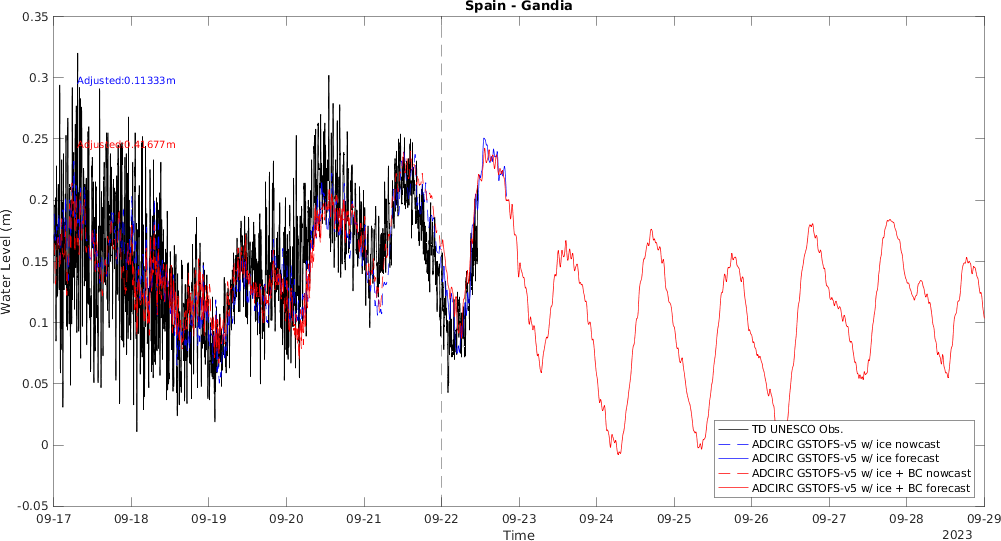 Spain - Gandia
0.35
0.3
0.25
0.2
0.15
0.1
0.05
0
-0.05
Water Level (m)
Adjusted:0.11333m
TD UNESCO Obs.
ADCIRC GSTOFS-v5 w/ ice nowcast
ADCIRC GSTOFS-v5 w/ ice forecast
ADCIRC GSTOFS-v5 w/ ice + BC nowcast
ADCIRC GSTOFS-v5 w/ ice + BC forecast
09-17 09-18 09-19 09-20 09-21 09-22 09-23 09-24 09-25 09-26 09-27 09-28 09-29
Time
2023